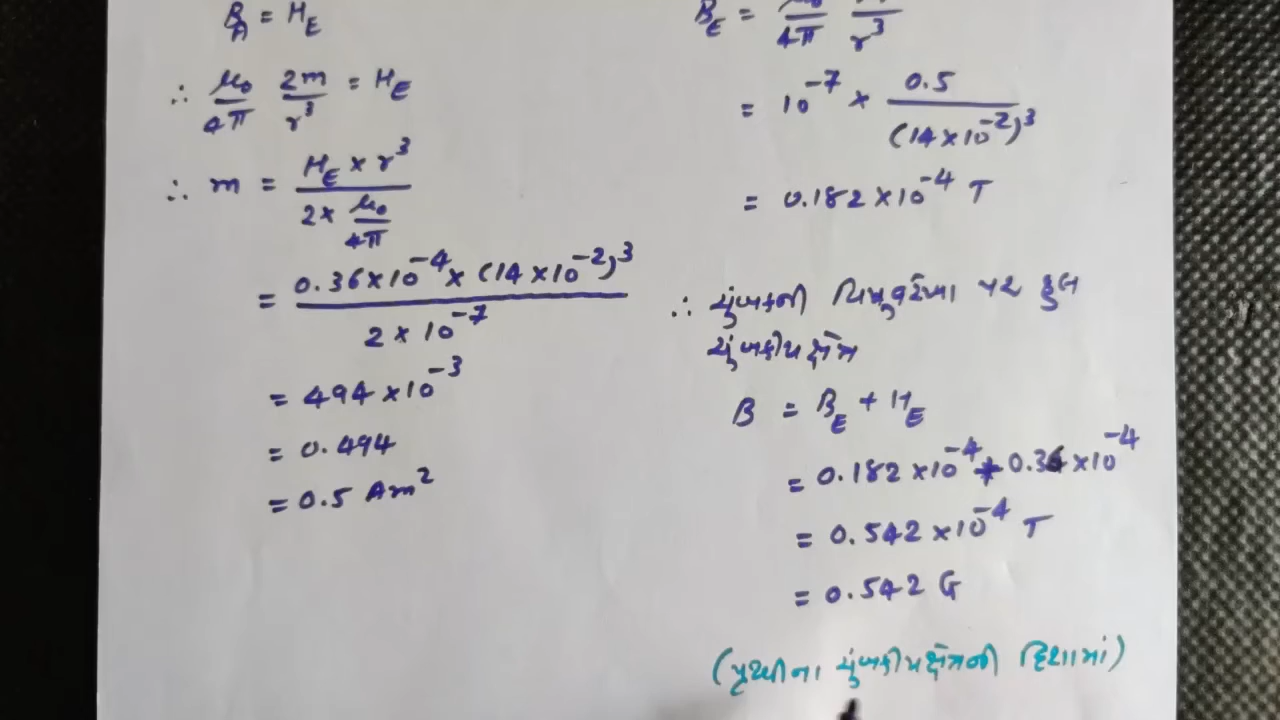 B_A = H_E
∴ μ₀/4π 2m/r³ = H_E
∴ m = H_E × r³ / 2 × μ₀/4π
= 0.36 × 10⁻⁴ × (14 × 10⁻²)³ / 2 × 10⁻⁷
= 494 × 10⁻³
= 0.494
= 0.5 Am²
B_E = μ₀/4π m/r³
= 10⁻⁷ × 0.5 / (14 × 10⁻²)³
= 0.182 × 10⁻⁴ T
∴ ચુંબકની વિષુવરેખા પર કુલ
ચુંબકીયક્ષેત્ર
B = B_E + H_E
= 0.182 × 10⁻⁴ + 0.36 × 10⁻⁴
= 0.542 × 10⁻⁴ T
= 0.542 G
(પૃથ્વીના ચુંબકીયક્ષેત્રની દિશામાં)